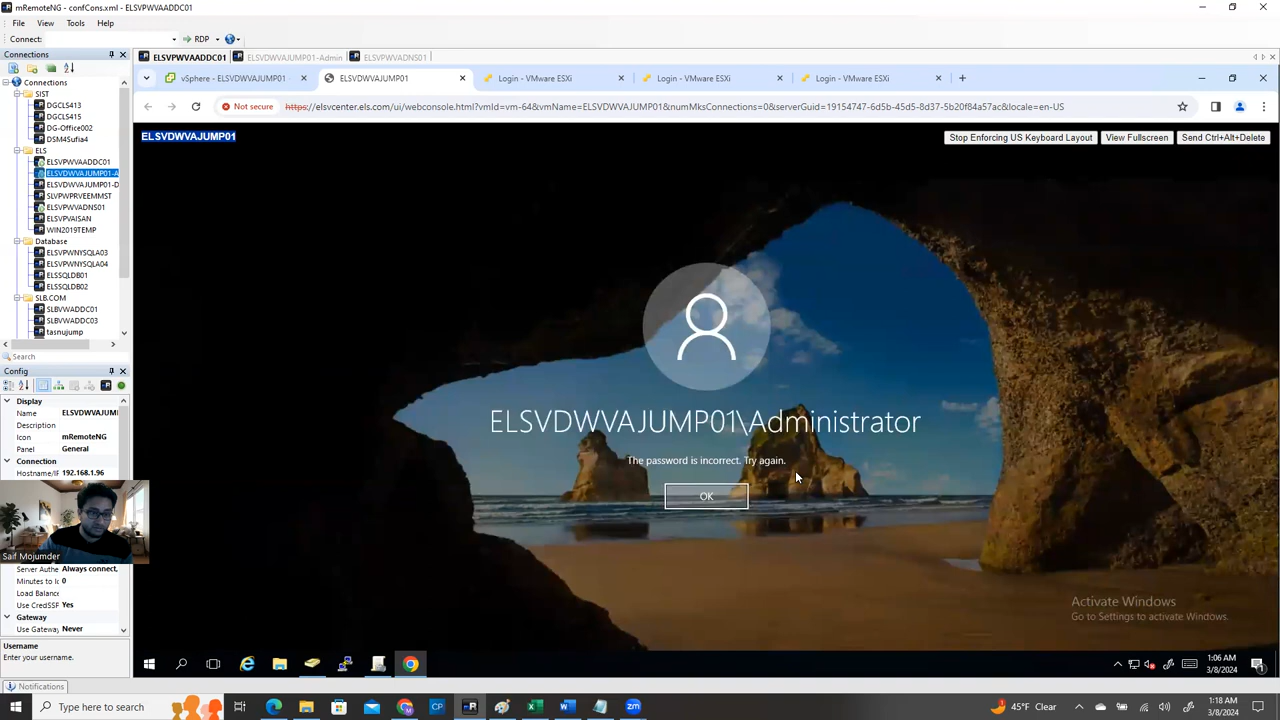 mRemoteNG - confCons.xml - ELSVPWVAADDC01
File View Tools Help
Connect: RDP
Connections
ELSVPWVAADDC01 ELSVDWVAJUMP01-Admin ELSVPWVADNS01
vSphere - ELSVDWVAJUMP01 ELSVDWVAJUMP01 Login - VMware ESXi Login - VMware ESXi Login - VMware ESXi
Not secure https://elsvcenter.els.com/ui/webconsole.html?vmId=vm-64&vmName=ELSVDWVAJUMP01&numMksConnections=0&serverGuid=19154747-6d5b-45d5-8d37-5b20f84a57ac&locale=en-US
ELSVDWVAJUMP01
Stop Enforcing US Keyboard Layout View Fullscreen Send Ctrl+Alt+Delete
Connections
SIST
DGCLS413
DGCLS415
DG-Office002
DSM4Sufia4
ELS
ELSVPWVAADDC01
ELSVDWVAJUMP01-A
ELSVDWVAJUMP01-D
SLVPWPRVEEMMST
ELSVPWVADNS01
ELSVPVAISAN
WIN2019TEMP
Database
ELSVPWNYSQLA03
ELSVPWNYSQLA04
ELSSQLDB01
ELSSQLDB02
SLB.COM
SLBVWADDC01
SLBVWADDC03
tasnujump
Search
Config
Display
Name ELSVDWVAJUMP
Description
Icon mRemoteNG
Panel General
Connection
Hostname/IP 192.168.1.96
Saif Mojumder
Server Authe Always connect,
Minutes to Ic 0
Load Balance
Use CredSSP Yes
Gateway
Use Gateway Never
Username
Enter your username.
Notifications
ELSVDWVAJUMP01\Administrator
The password is incorrect. Try again.
OK
Activate Windows
Go to Settings to activate Windows.
1:06 AM
3/8/2024
Type here to search
45°F Clear
1:18 AM
3/8/2024